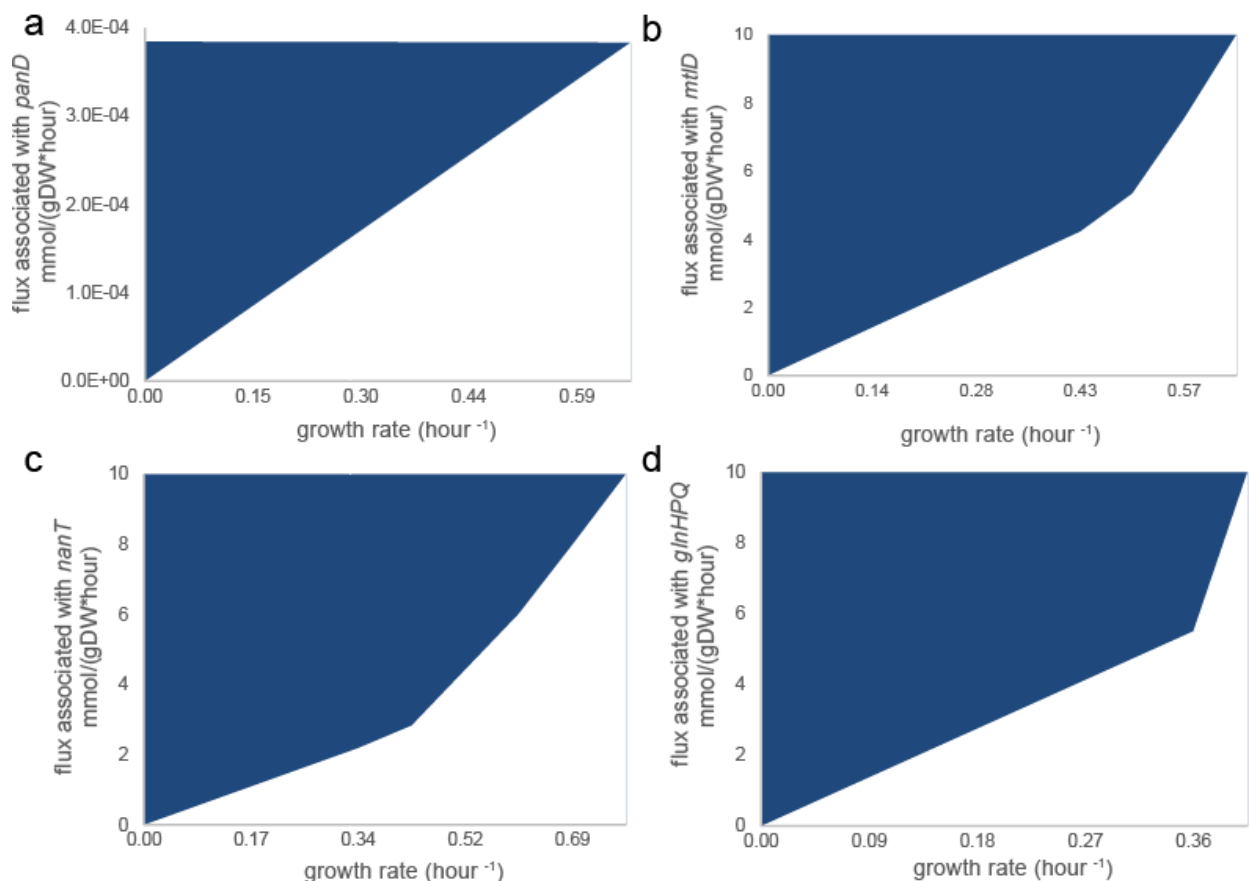 a
flux associated with panD
mmol/(gDW*hour)
4.0E-04
3.0E-04
2.0E-04
1.0E-04
0.0E+00
0.00 0.15 0.30 0.44 0.59
growth rate (hour -1)
b
flux associated with mtlD
mmol/(gDW*hour)
10
8
6
4
2
0
0.00 0.14 0.28 0.43 0.57
growth rate (hour -1)
c
flux associated with nanT
mmol/(gDW*hour)
10
8
6
4
2
0
0.00 0.17 0.34 0.52 0.69
growth rate (hour -1)
d
flux associated with glnHPQ
mmol/(gDW*hour)
10
8
6
4
2
0
0.00 0.09 0.18 0.27 0.36
growth rate (hour -1)